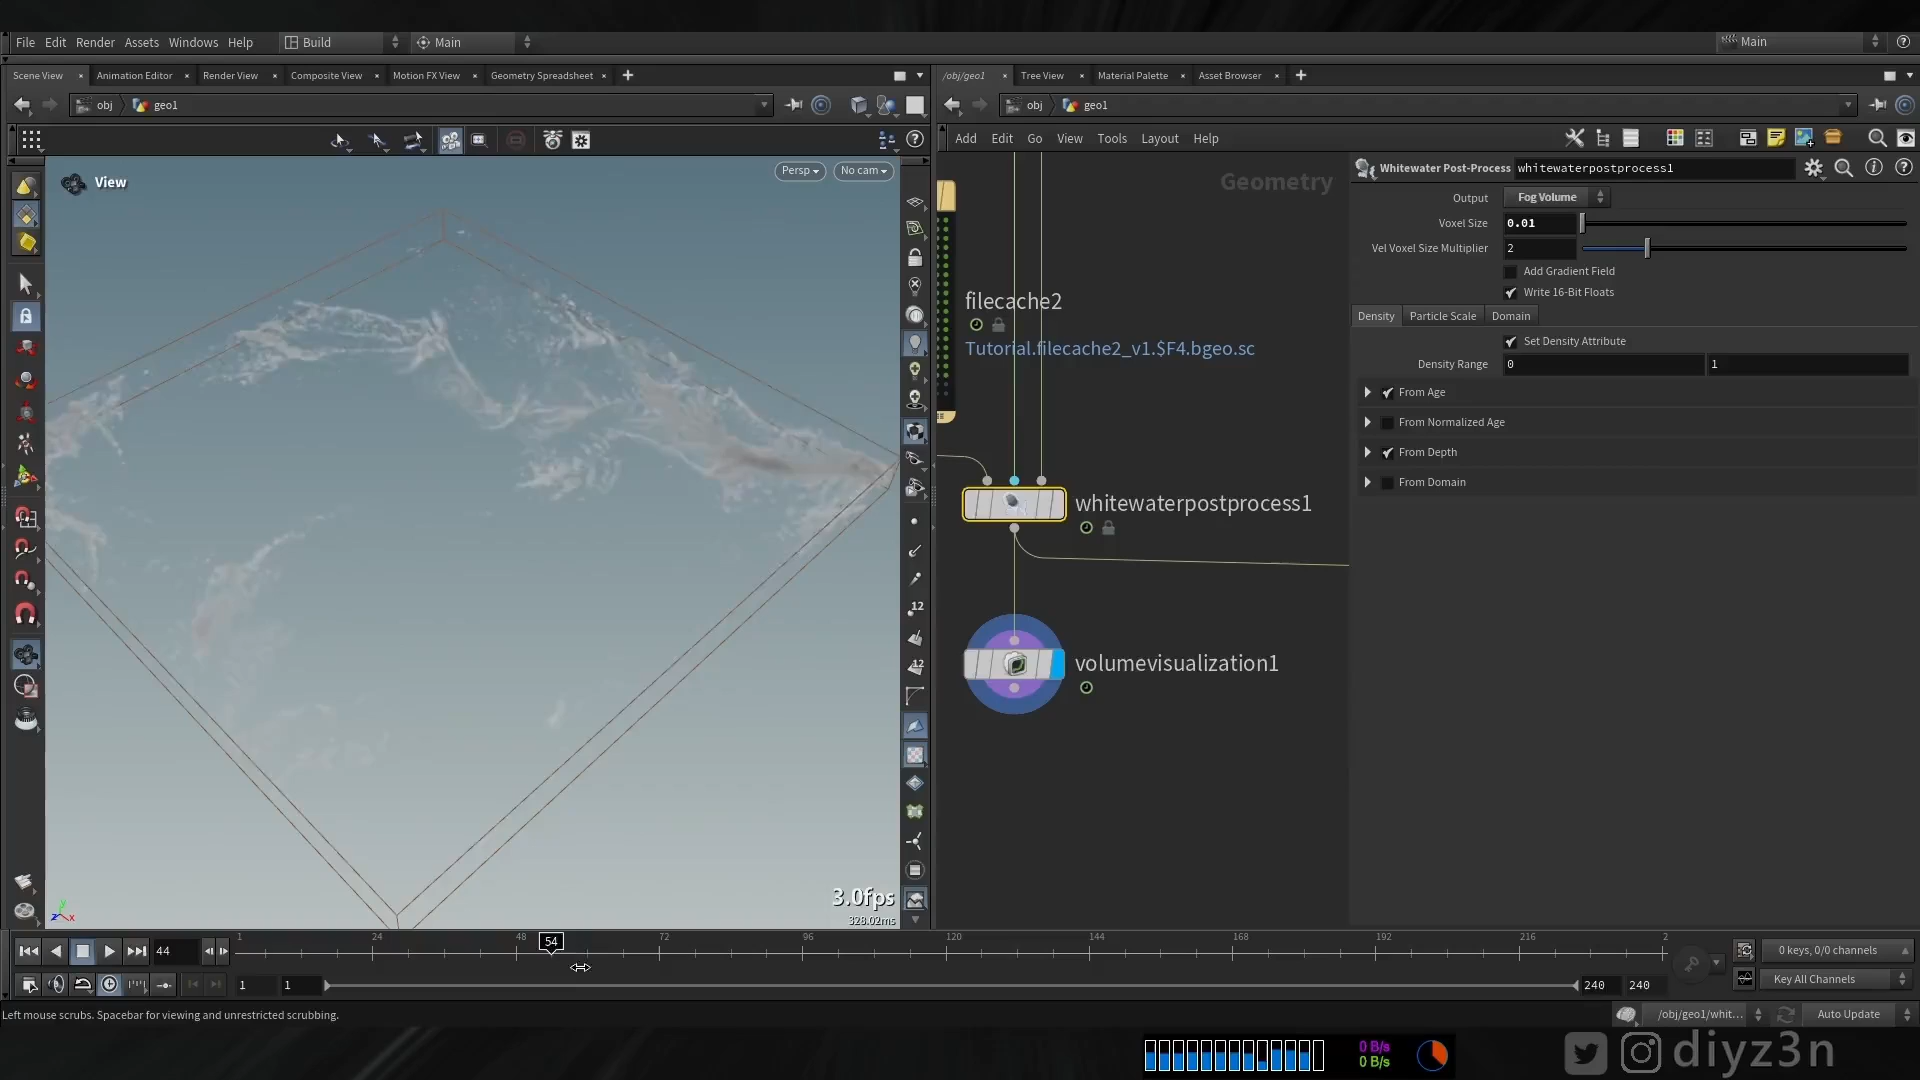 File Edit Render Assets Windows Help Build Main Main
Scene View Animation Editor Render View Composite View Motion FX View Geometry Spreadsheet
/obj/geo1 Tree View Material Palette Asset Browser
obj geo1
obj geo1
Add Edit Go View Tools Layout Help
View
Persp
No cam
Geometry
Whitewater Post-Process whitewaterpostprocess1
Output Fog Volume
Voxel Size 0.01
Vel Voxel Size Multiplier 2
Add Gradient Field
Write 16-Bit Floats
Density Particle Scale Domain
Set Density Attribute
Density Range 0 1
From Age
From Normalized Age
From Depth
From Domain
filecache2
Tutorial.filecache2_v1.$F4.bgeo.sc
whitewaterpostprocess1
volumevisualization1
12
12
3.0fps
328.02ms
z y x
44
1 24 48 54 72 96 120 144 168 192 216 2
0 keys, 0/0 channels
1 1 240 240
Key All Channels
Left mouse scrubs. Spacebar for viewing and unrestricted scrubbing.
/obj/geo1/whit...
Auto Update
0 B/s
0 B/s
diyz3n